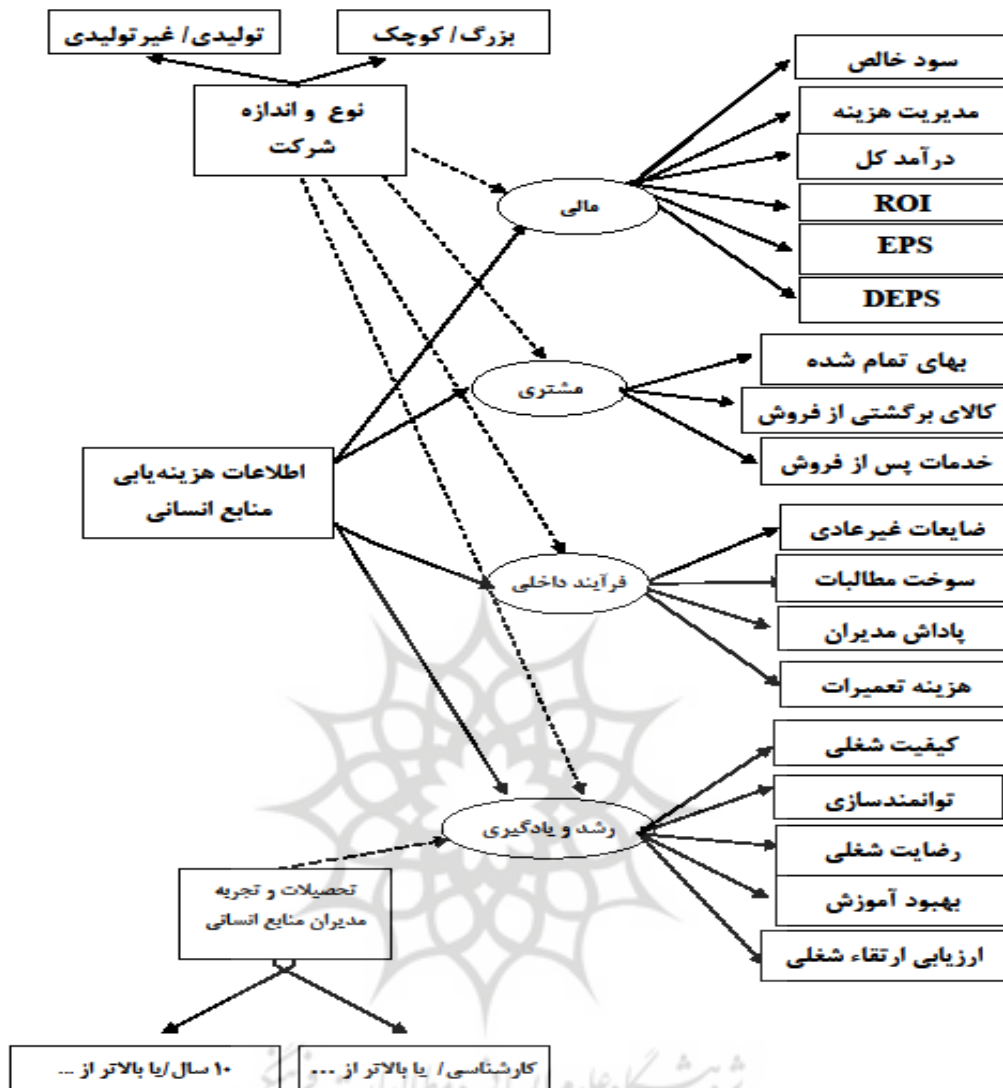 بزرگ/ کوچک
تولیدی/ غیرتولیدی
نوع و اندازه
شرکت
سود خالص
مدیریت هزینه
درآمد کل
ROI
EPS
DEPS
مالی
بهای تمام شده
کالای برگشتی از فروش
خدمات پس از فروش
مشتری
اطلاعات هزینه‌یابی
منابع انسانی
ضایعات غیرعادی
سوخت مطالبات
پاداش مدیران
هزینه تعمیرات
فرآیند داخلی
کیفیت شغلی
توانمندسازی
رضایت شغلی
بهبود آموزش
ارزیابی ارتقاء شغلی
رشد و یادگیری
تحصیلات و تجربه
مدیران منابع انسانی
کارشناسی/ یا بالاتر از ...
۱۰ سال/یا بالاتر از ...